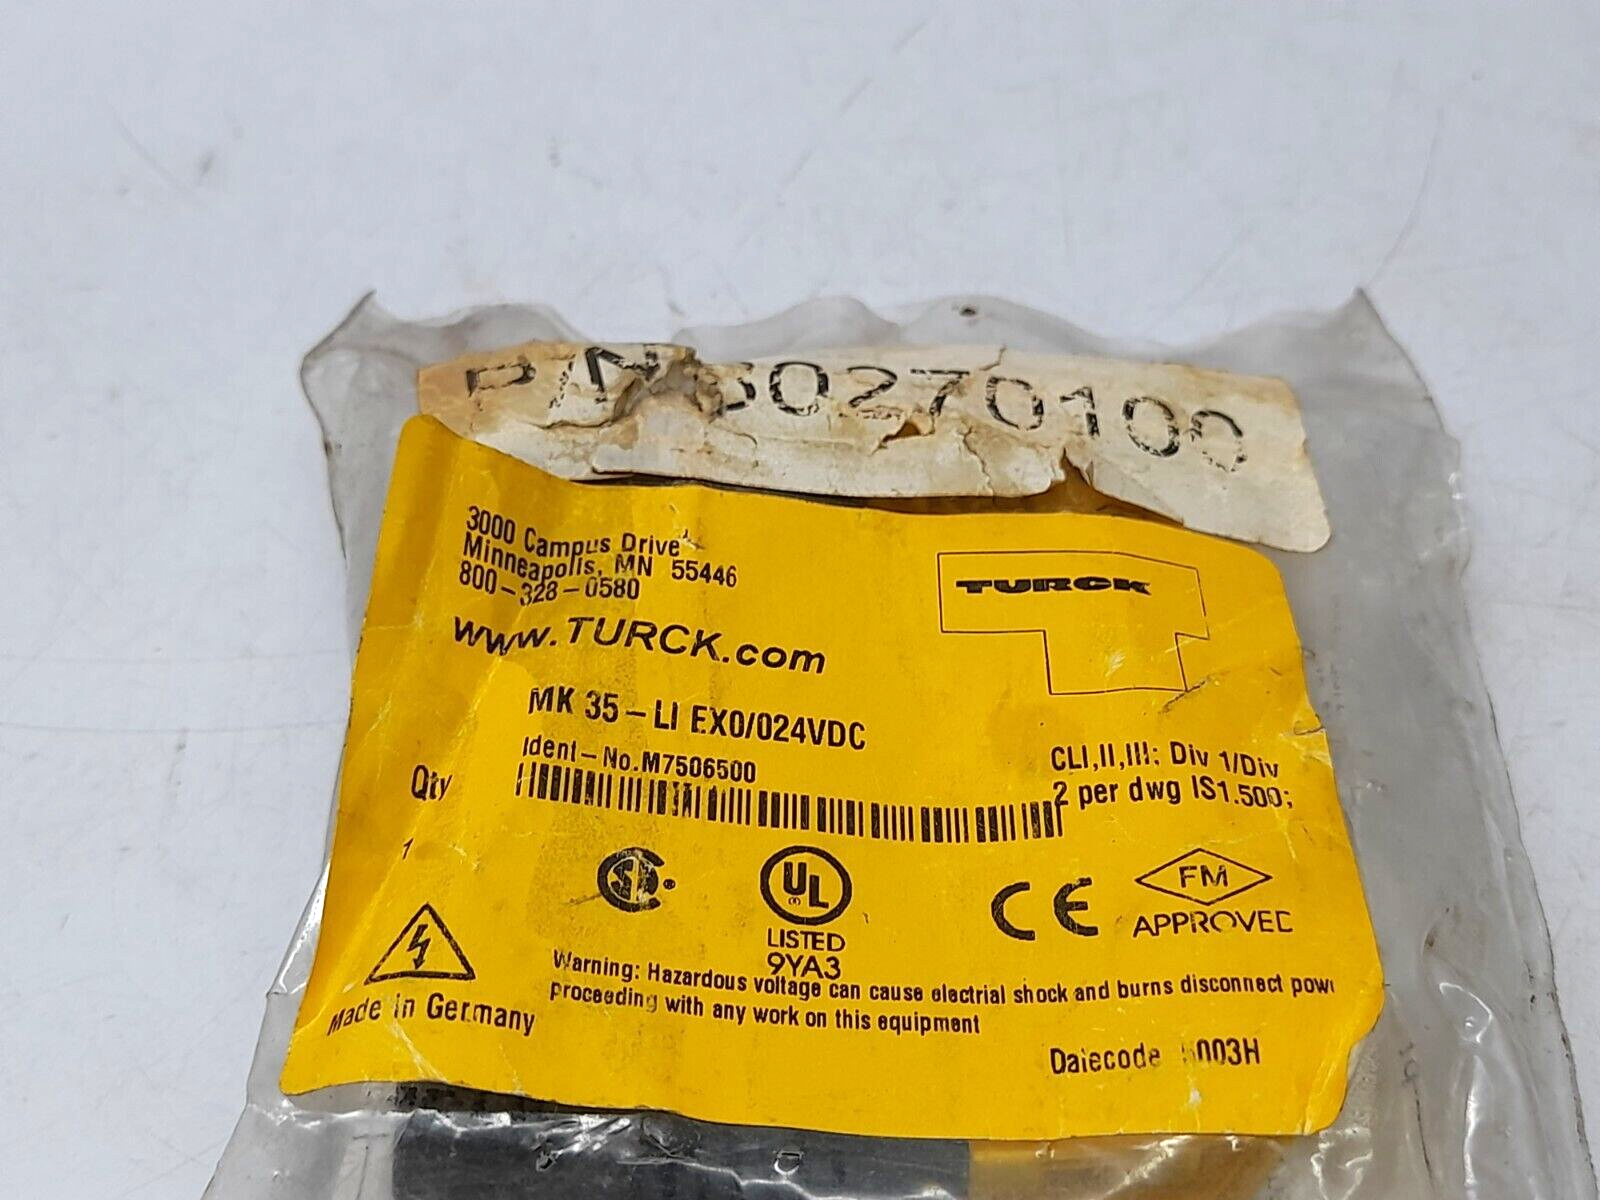 P/N 60270100
3000 Campus Drive
Minneapolis, MN 55446
800-328-0580
www.TURCK.com
TURCK
MK 35-LI EX0/024VDC
Ident-No.M7506500
CLI,II,III; Div 1/Div
2 per dwg IS1.500;
Qty
1
UL
LISTED
9YA3
CE
FM
APPROVED
Warning: Hazardous voltage can cause electrial shock and burns disconnect
proceeding with any work on this equipment
Made in Germany
Datecode